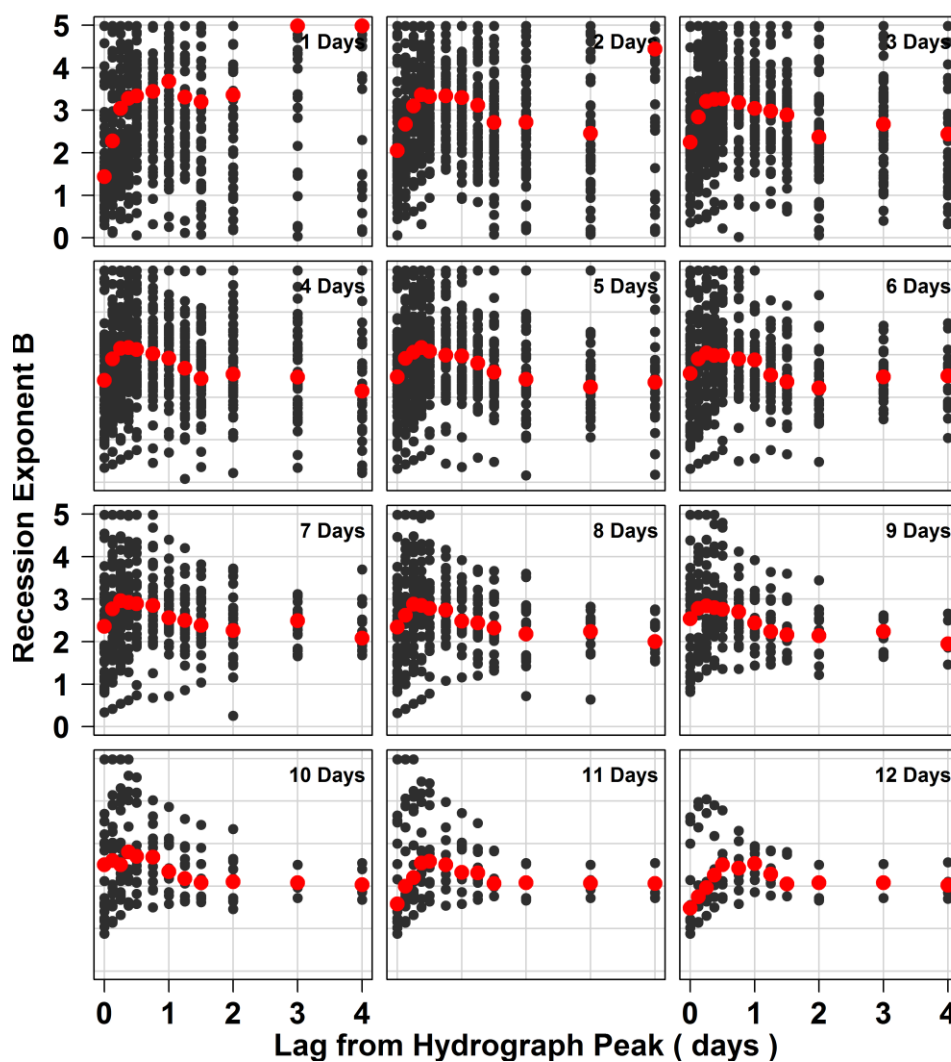 5
4
3
2
1
0
1 Days
2 Days
3 Days
4 Days
5 Days
6 Days
Recession Exponent B
5
4
3
2
1
0
7 Days
8 Days
9 Days
10 Days
11 Days
12 Days
0 1 2 3 4
0 1 2 3 4
Lag from Hydrograph Peak ( days )